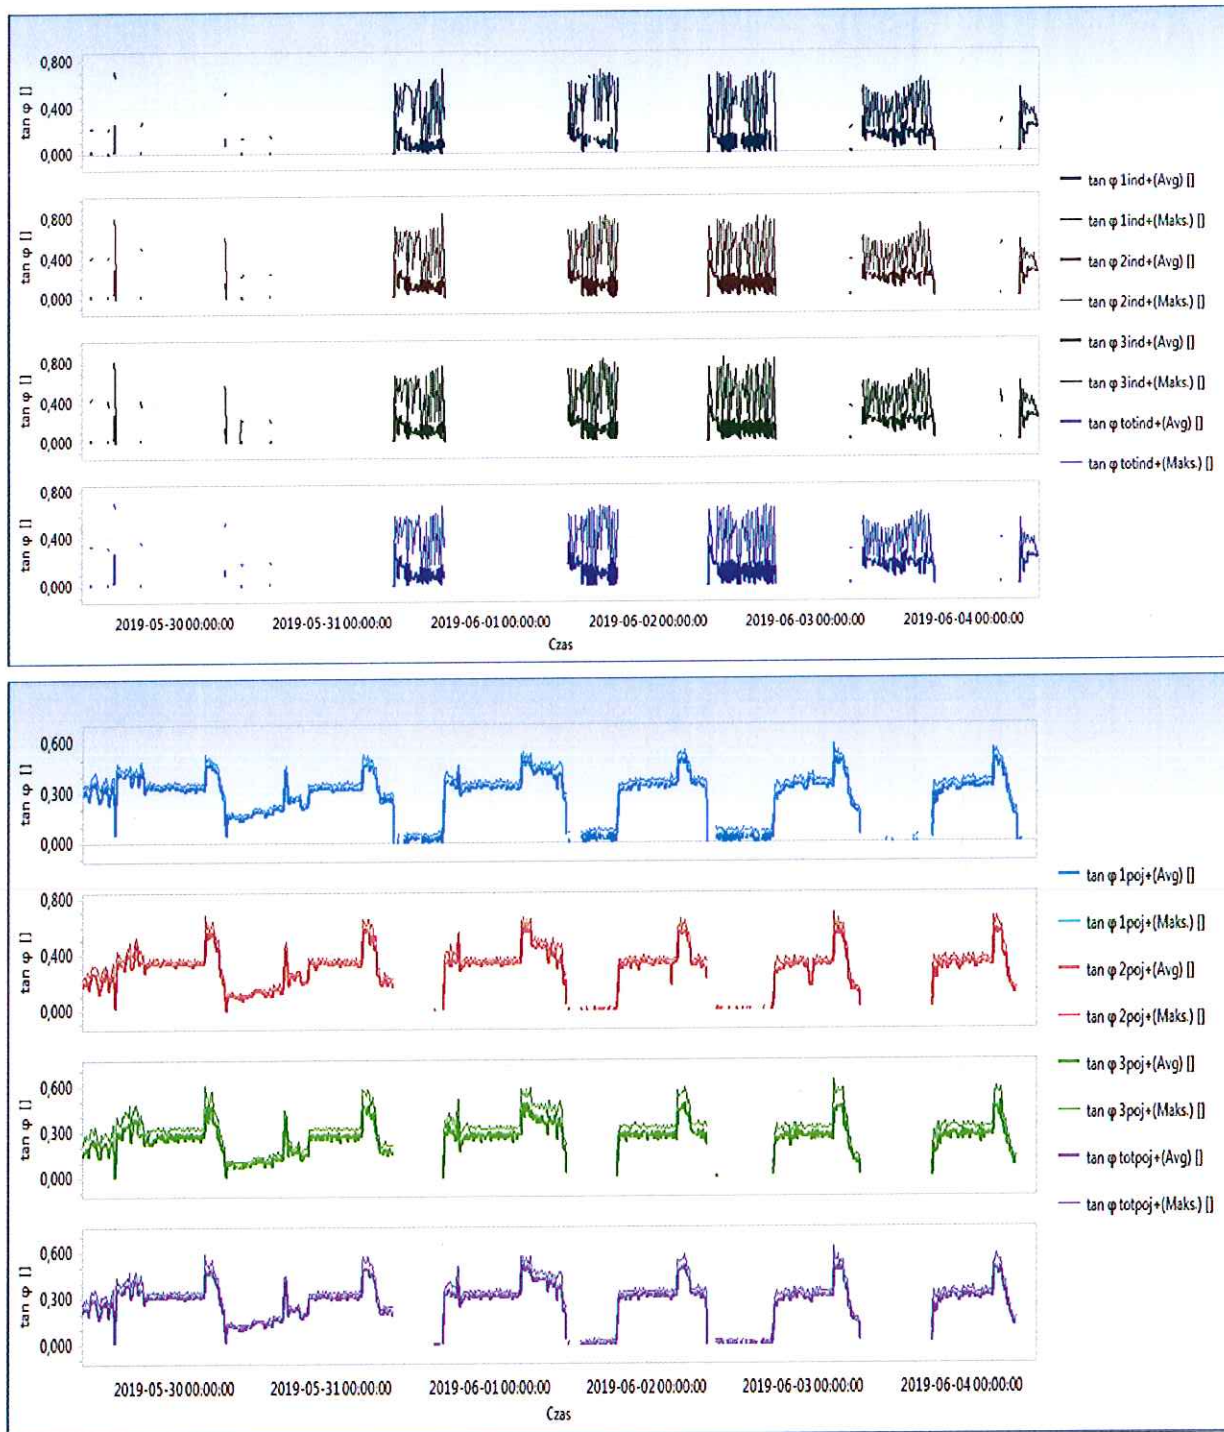 tan φ []
0,800
0,400
0,000
tan φ []
0,800
0,400
0,000
tan φ []
0,800
0,400
0,000
tan φ []
0,800
0,400
0,000
2019-05-30 00:00:00
2019-05-31 00:00:00
2019-06-01 00:00:00
2019-06-02 00:00:00
2019-06-03 00:00:00
2019-06-04 00:00:00
Czas
tan φ 1ind+(Avg) []
tan φ 1ind+(Maks.) []
tan φ 2ind+(Avg) []
tan φ 2ind+(Maks.) []
tan φ 3ind+(Avg) []
tan φ 3ind+(Maks.) []
tan φ totind+(Avg) []
tan φ totind+(Maks.) []
tan φ []
0,600
0,300
0,000
tan φ []
0,800
0,400
0,000
tan φ []
0,600
0,300
0,000
tan φ []
0,600
0,300
0,000
2019-05-30 00:00:00
2019-05-31 00:00:00
2019-06-01 00:00:00
2019-06-02 00:00:00
2019-06-03 00:00:00
2019-06-04 00:00:00
Czas
tan φ 1poj+(Avg) []
tan φ 1poj+(Maks.) []
tan φ 2poj+(Avg) []
tan φ 2poj+(Maks.) []
tan φ 3poj+(Avg) []
tan φ 3poj+(Maks.) []
tan φ totpoj+(Avg) []
tan φ totpoj+(Maks.) []